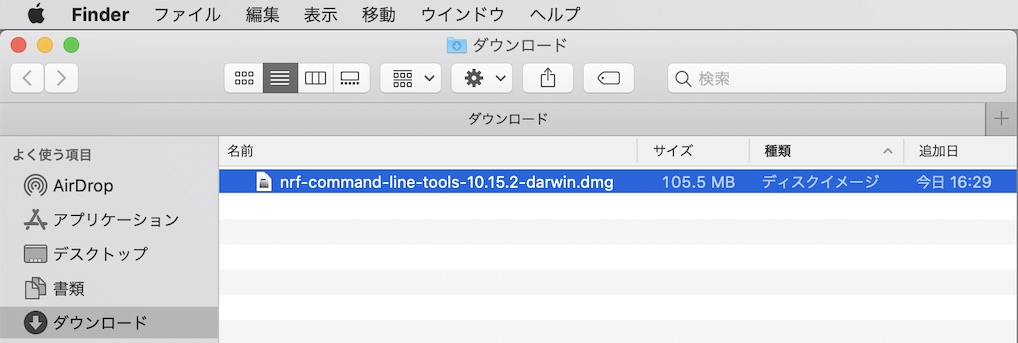 Finder ファイル 編集 表示 移動 ウインドウ ヘルプ
ダウンロード
検索
ダウンロード
よく使う項目
名前 サイズ 種類 追加日
AirDrop
nrf-command-line-tools-10.15.2-darwin.dmg 105.5 MB ディスクイメージ 今日 16:29
アプリケーション
デスクトップ
書類
ダウンロード